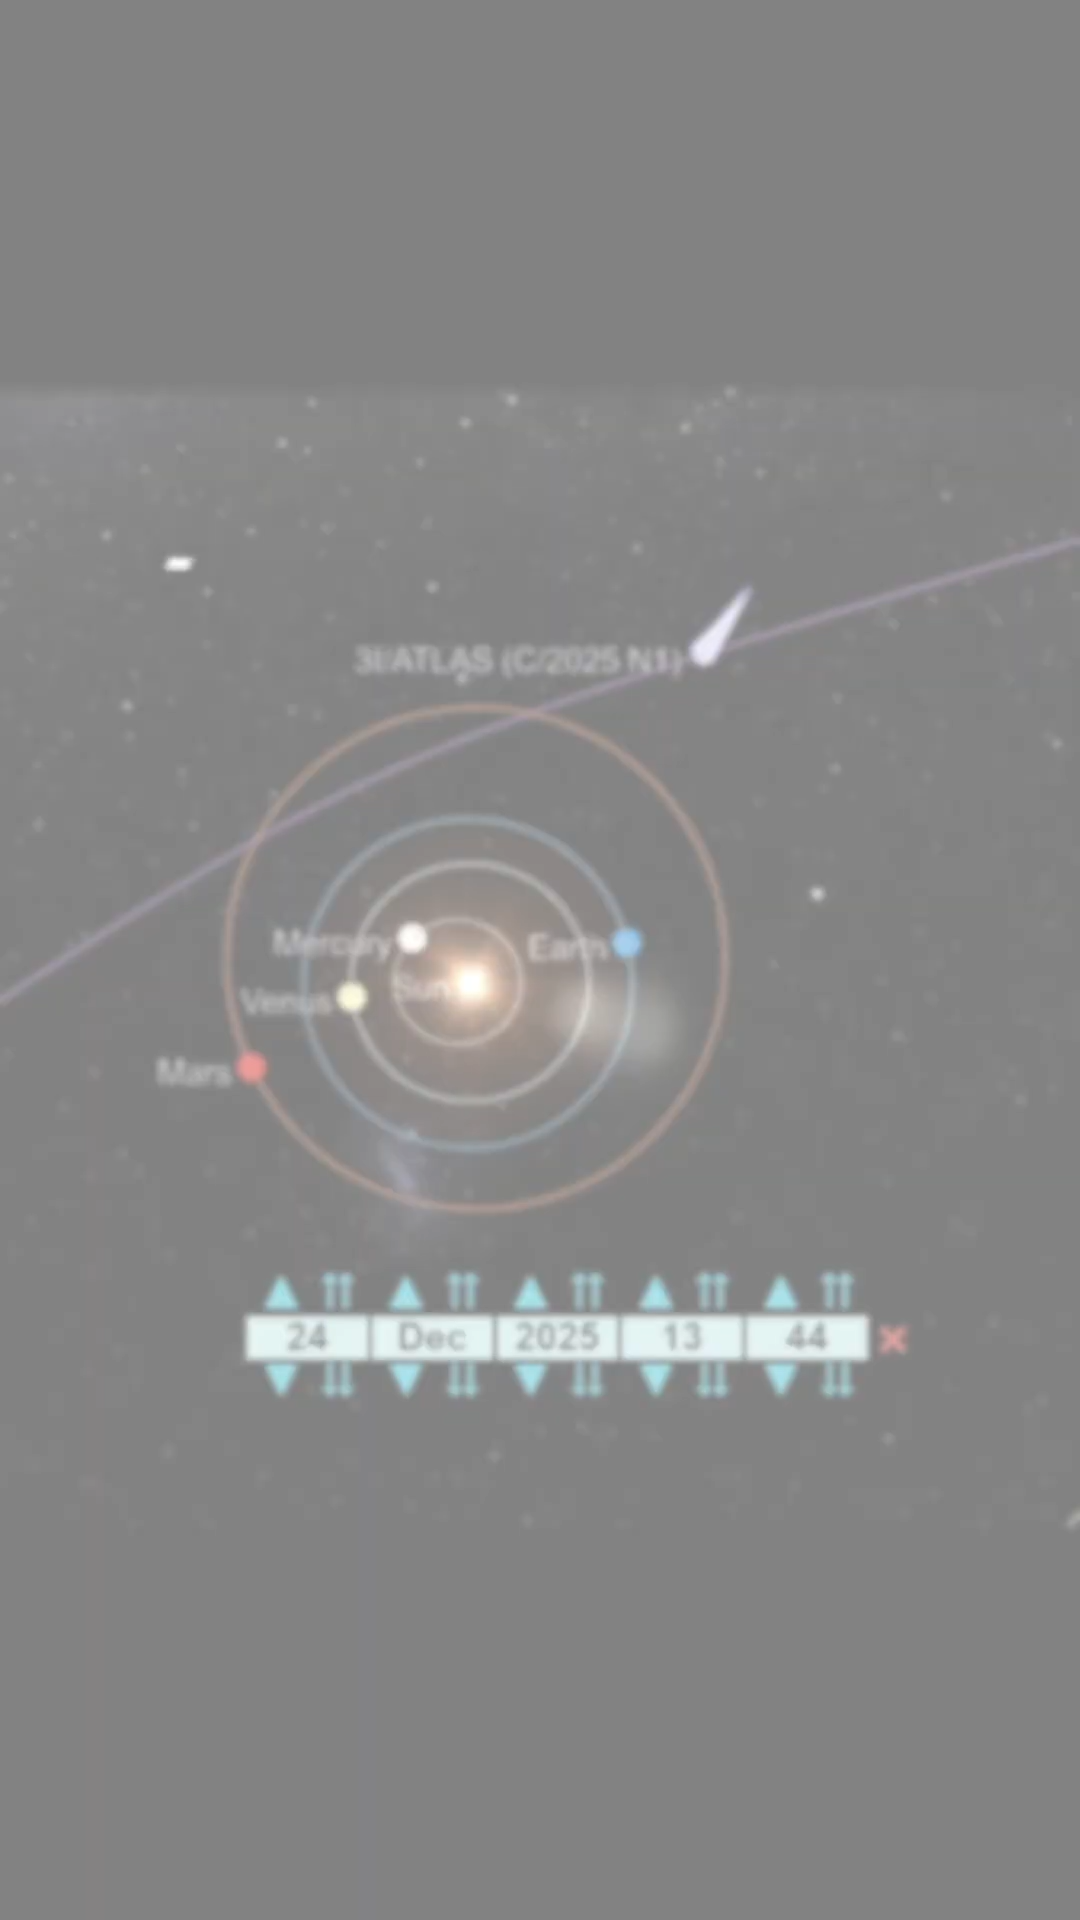 3I/ATLAS (C/2025 N1)
Mercury
Earth
Sun
Venus
Mars
24 Dec 2025 13 44